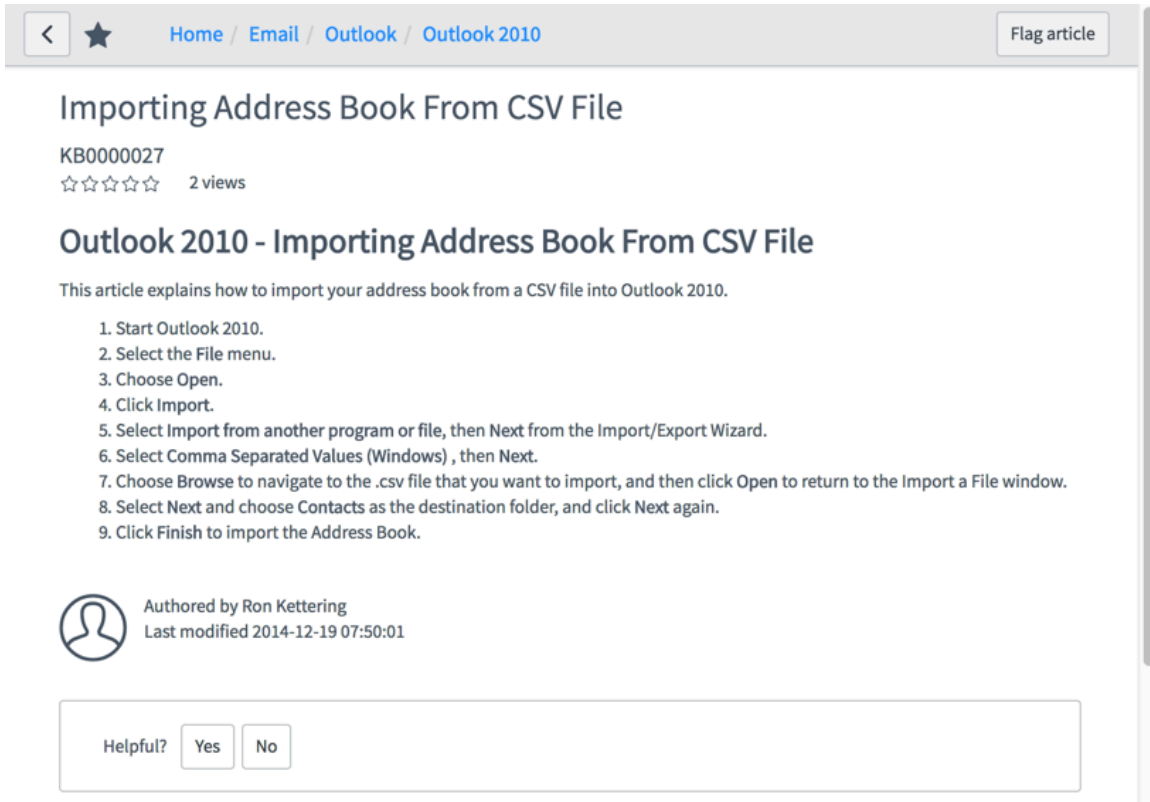 Home / Email / Outlook / Outlook 2010
Flag article
Importing Address Book From CSV File
KB0000027
2 views
Outlook 2010 - Importing Address Book From CSV File
This article explains how to import your address book from a CSV file into Outlook 2010.
1. Start Outlook 2010.
2. Select the File menu.
3. Choose Open.
4. Click Import.
5. Select Import from another program or file, then Next from the Import/Export Wizard.
6. Select Comma Separated Values (Windows) , then Next.
7. Choose Browse to navigate to the .csv file that you want to import, and then click Open to return to the Import a File window.
8. Select Next and choose Contacts as the destination folder, and click Next again.
9. Click Finish to import the Address Book.
Authored by Ron Kettering
Last modified 2014-12-19 07:50:01
Helpful? Yes No